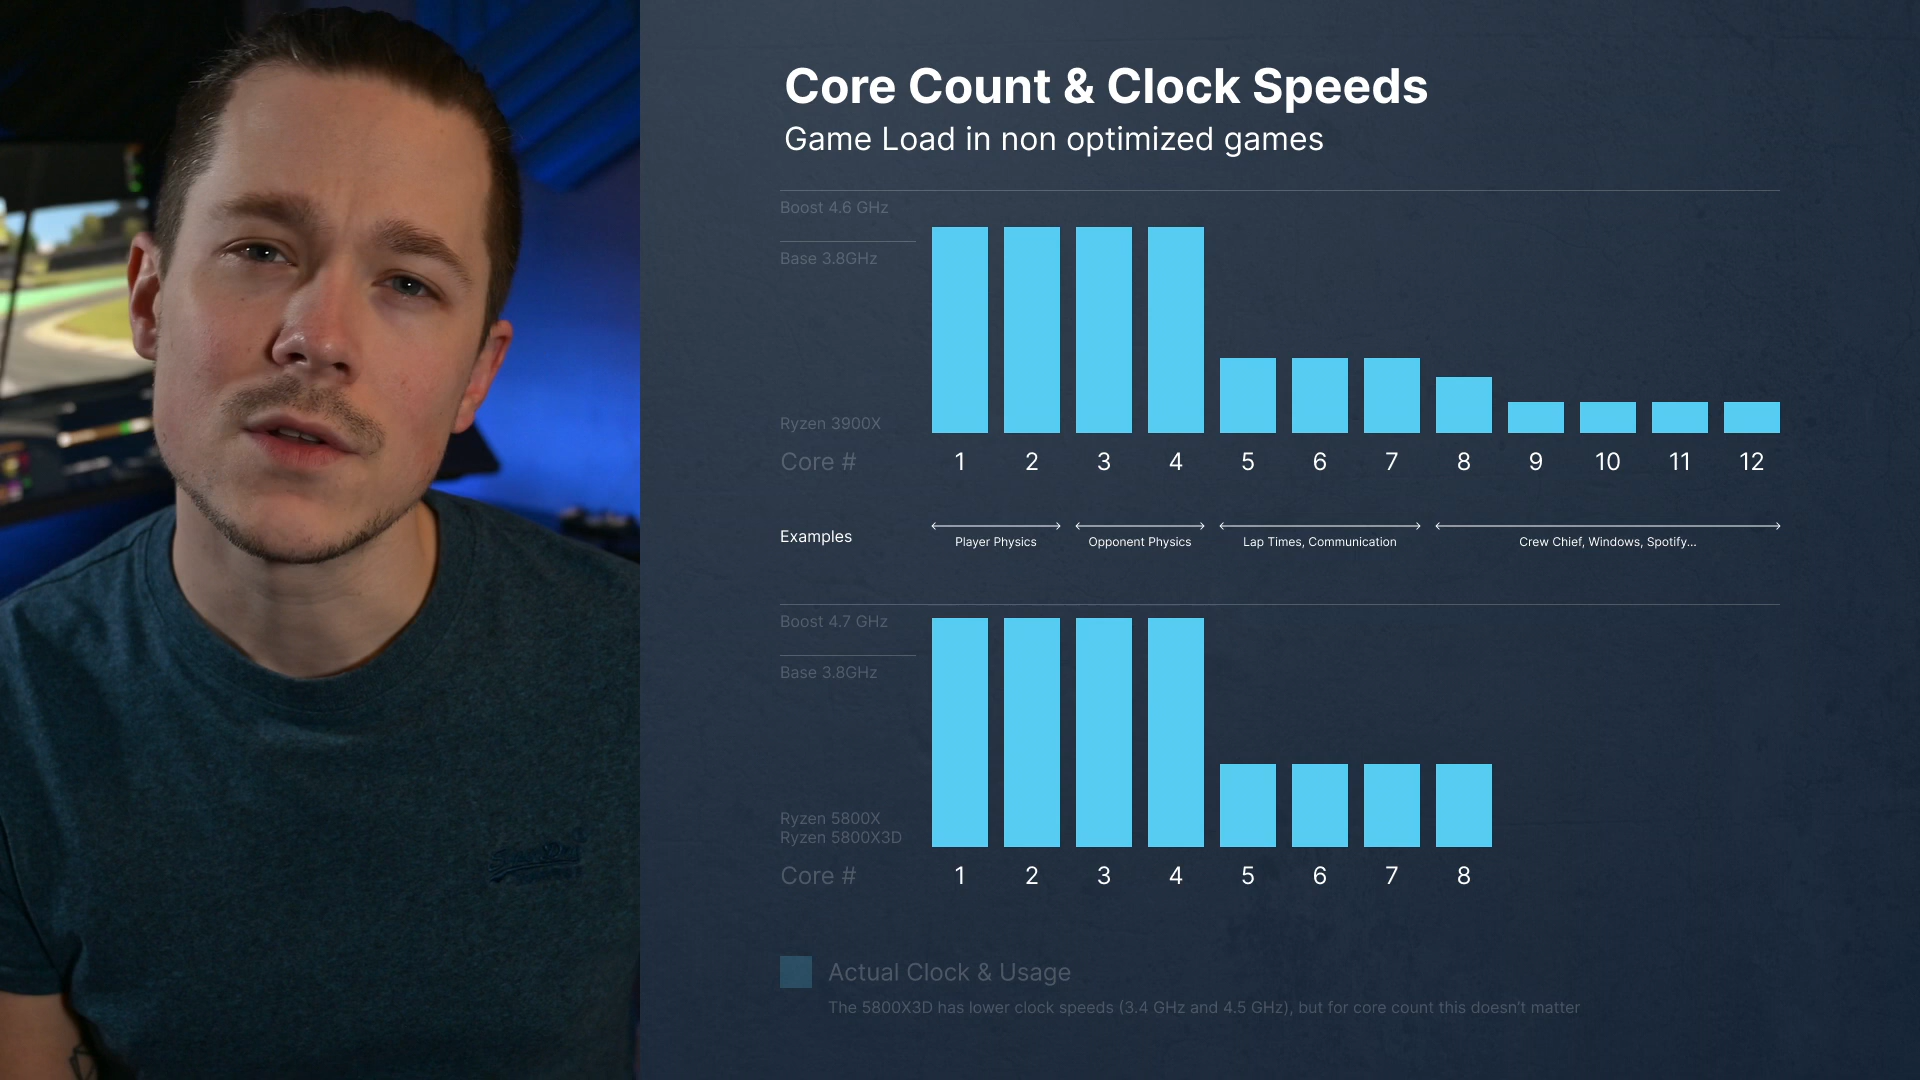 Core Count & Clock Speeds
Game Load in non optimized games
Boost 4.6 GHz
Base 3.8GHz
Ryzen 3900X
Core # 1 2 3 4 5 6 7 8 9 10 11 12
Examples Player Physics Opponent Physics Lap Times, Communication Crew Chief, Windows, Spotify...
Boost 4.7 GHz
Base 3.8GHz
Ryzen 5800X
Ryzen 5800X3D
Core # 1 2 3 4 5 6 7 8
Actual Clock & Usage
The 5800X3D has lower clock speeds (3.4 GHz and 4.5 GHz), but for core count this doesn't matter